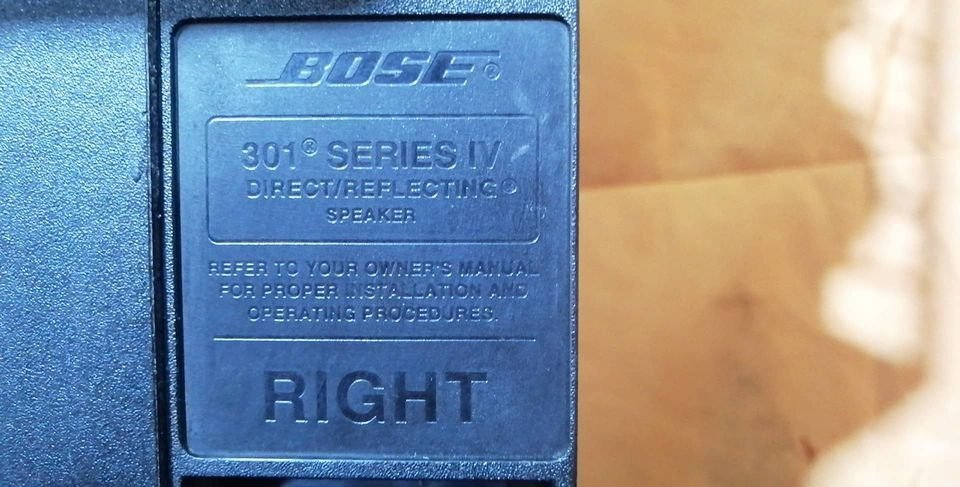 BOSE®
301® SERIES IV
DIRECT/REFLECTING®
SPEAKER
REFER TO YOUR OWNER'S MANUAL
FOR PROPER INSTALLATION AND
OPERATING PROCEDURES.
RIGHT